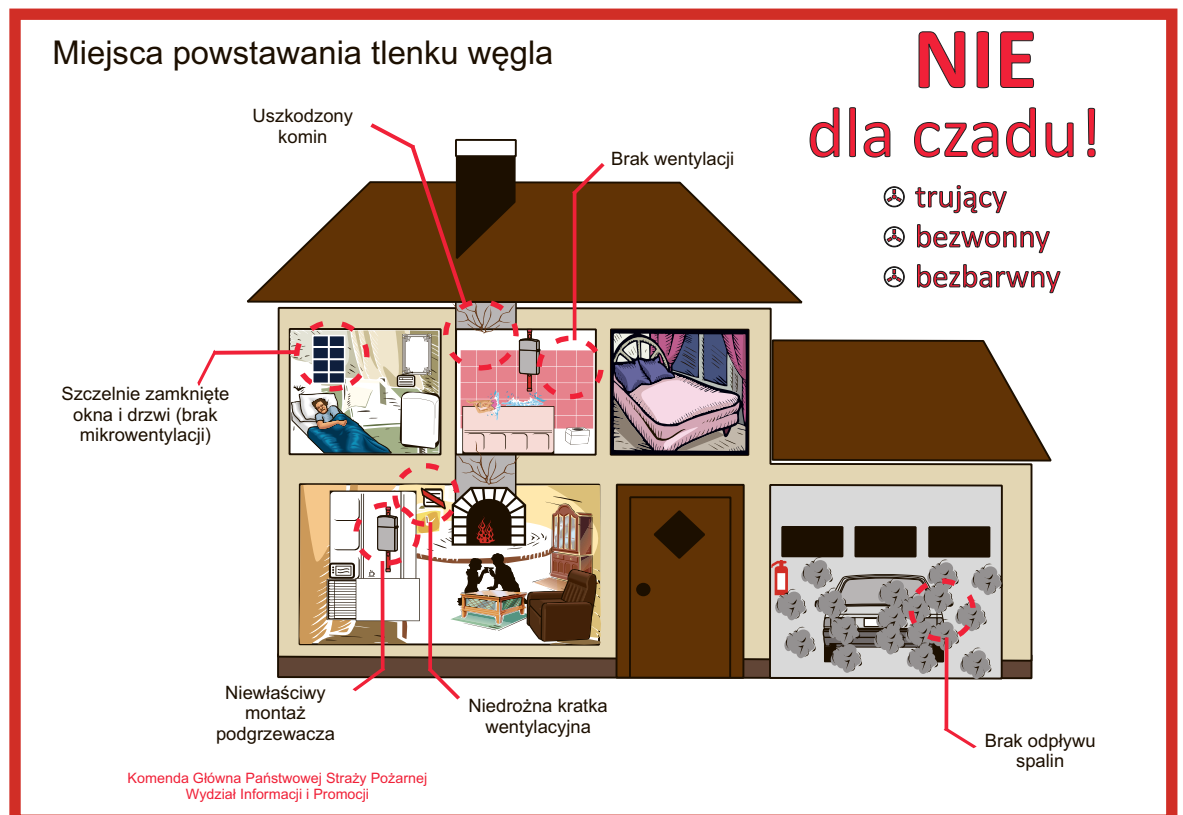 Miejsca powstawania tlenku węgla
NIE
dla czadu!
trujący
bezwonny
bezbarwny
Uszkodzony
komin
Brak wentylacji
Szczelnie zamknięte
okna i drzwi (brak
mikrowentylacji)
Niewłaściwy
montaż
podgrzewacza
Niedrożna kratka
wentylacyjna
Brak odpływu
spalin
Komenda Główna Państwowej Straży Pożarnej
Wydział Informacji i Promocji